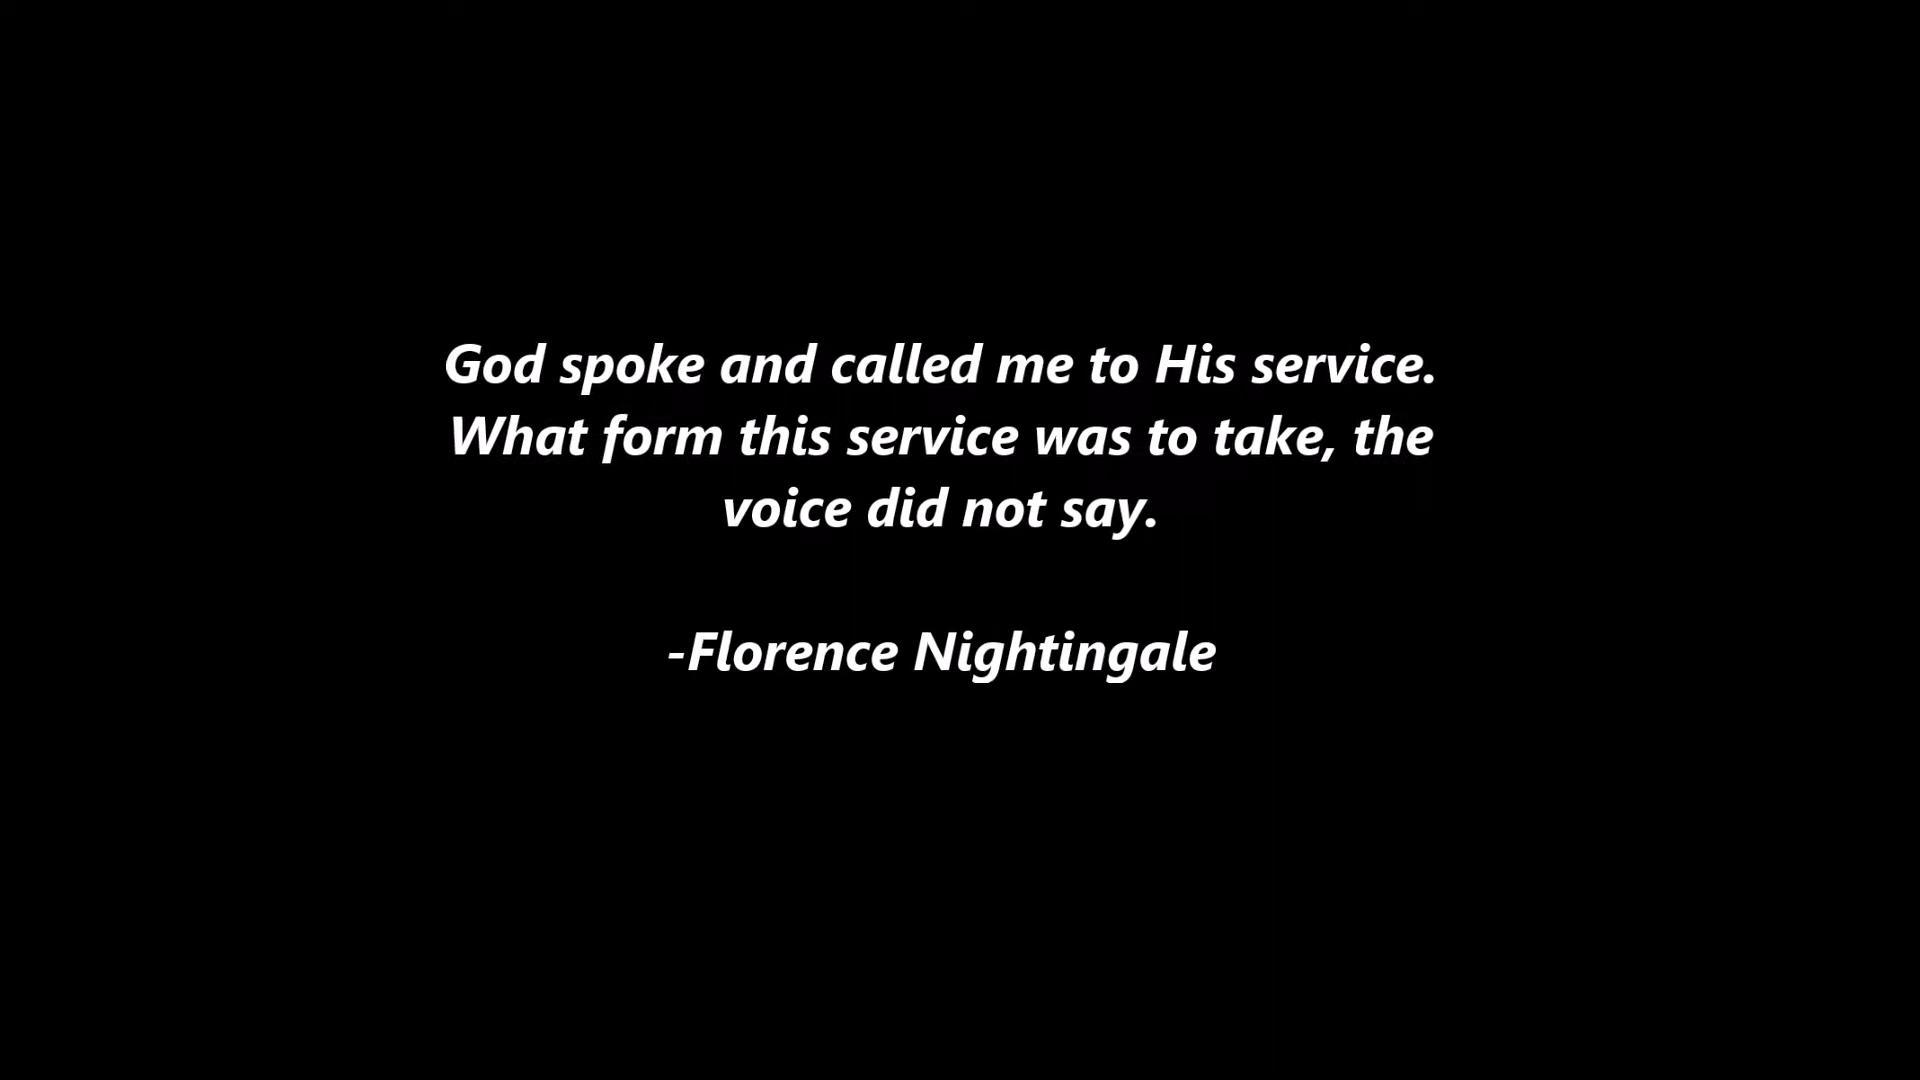 God spoke and called me to His service.
What form this service was to take, the
voice did not say.
-Florence Nightingale